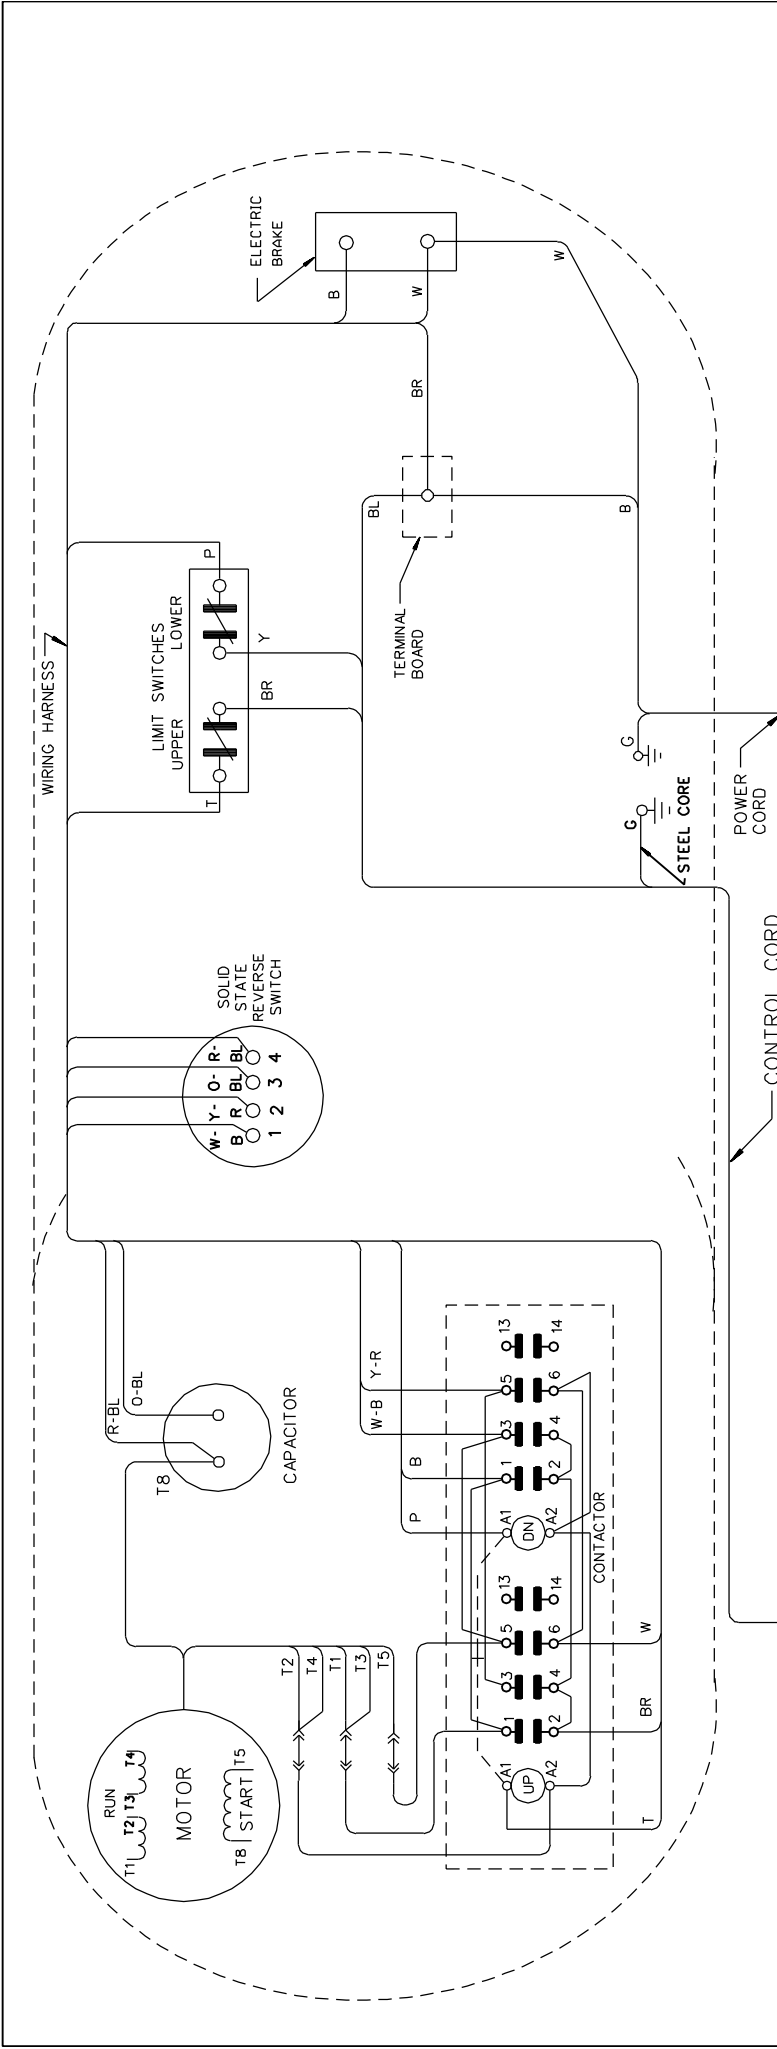 WIRING HARNESS
ELECTRIC
BRAKE
B
W
W
BR
BL
B
TERMINAL
BOARD
LIMIT SWITCHES
UPPER LOWER
P
Y
BR
T
G
G
STEEL CORE
POWER
CORD
CONTROL CORD
SOLID
STATE
REVERSE
SWITCH
W- Y- O- R-
B R BL BL
1 2 3 4
R-BL
O-BL
T8
CAPACITOR
Y-R
W-B
B
P
RUN
T1 T2 T3 T4
MOTOR
T8 START T5
T2
T4
T1
T3
T5
A1 1 3 5 13 A1 1 3 5 13
UP DN
A2 2 4 6 14 A2 2 4 6 14
CONTACTOR
T
BR
W